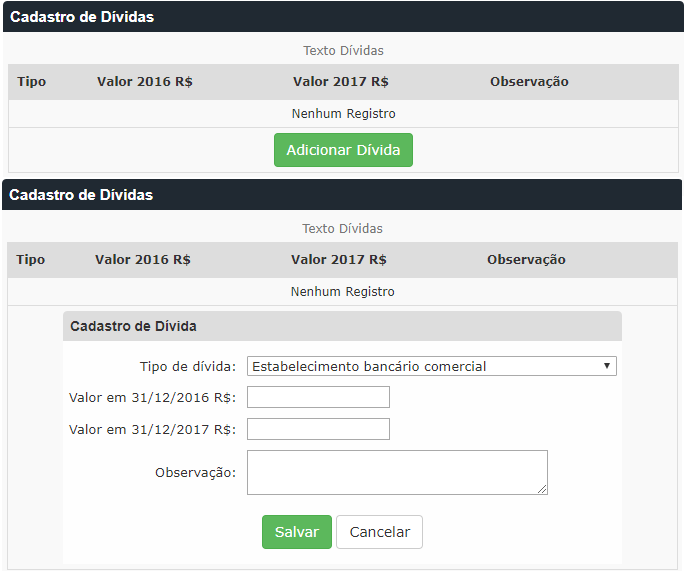 Cadastro de Dívidas
Texto Dívidas
Tipo Valor 2016 R$ Valor 2017 R$ Observação
Nenhum Registro
Adicionar Dívida
Cadastro de Dívidas
Texto Dívidas
Tipo Valor 2016 R$ Valor 2017 R$ Observação
Nenhum Registro
Cadastro de Dívida
Tipo de dívida: Estabelecimento bancário comercial
Valor em 31/12/2016 R$:
Valor em 31/12/2017 R$:
Observação:
Salvar Cancelar